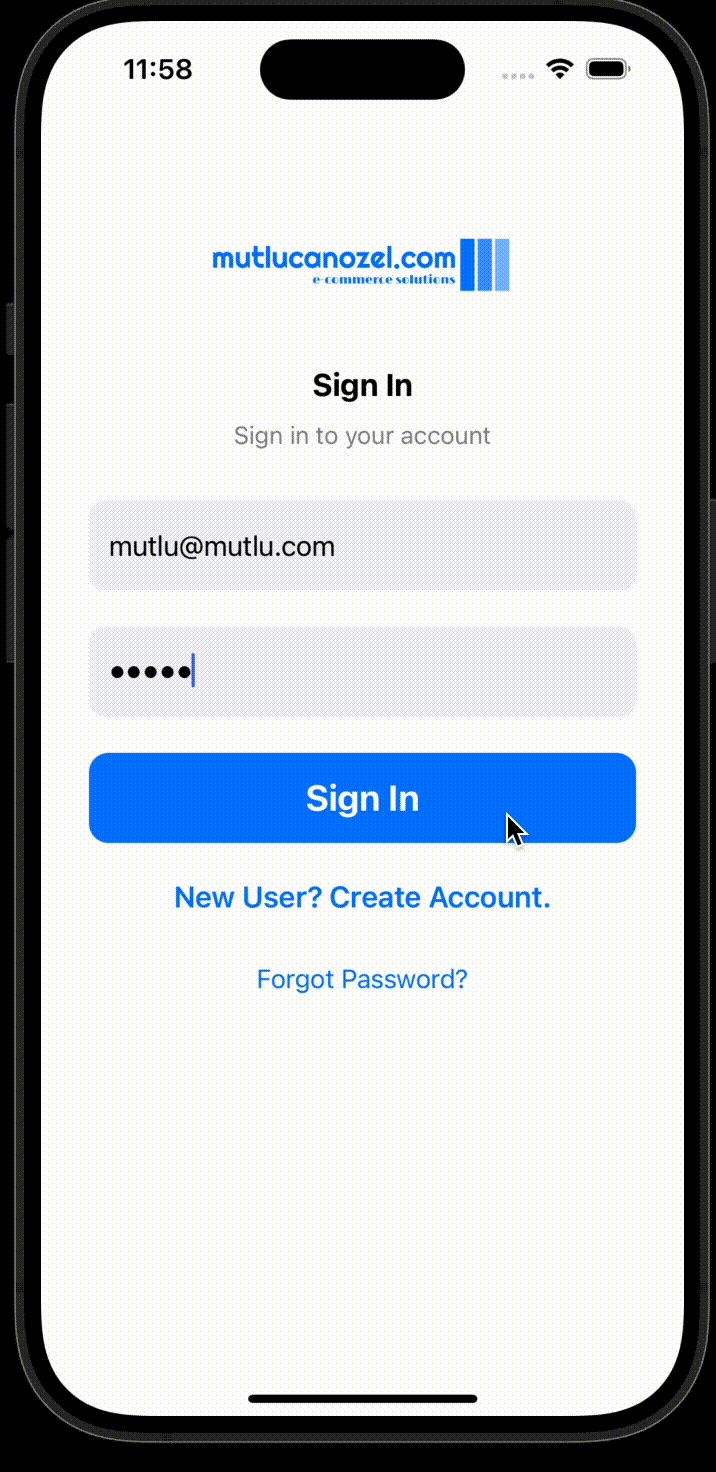 11:58
mutlucanozel.com
e-commerce solutions
Sign In
Sign in to your account
mutlu@mutlu.com
•••••
Sign In
New User? Create Account.
Forgot Password?